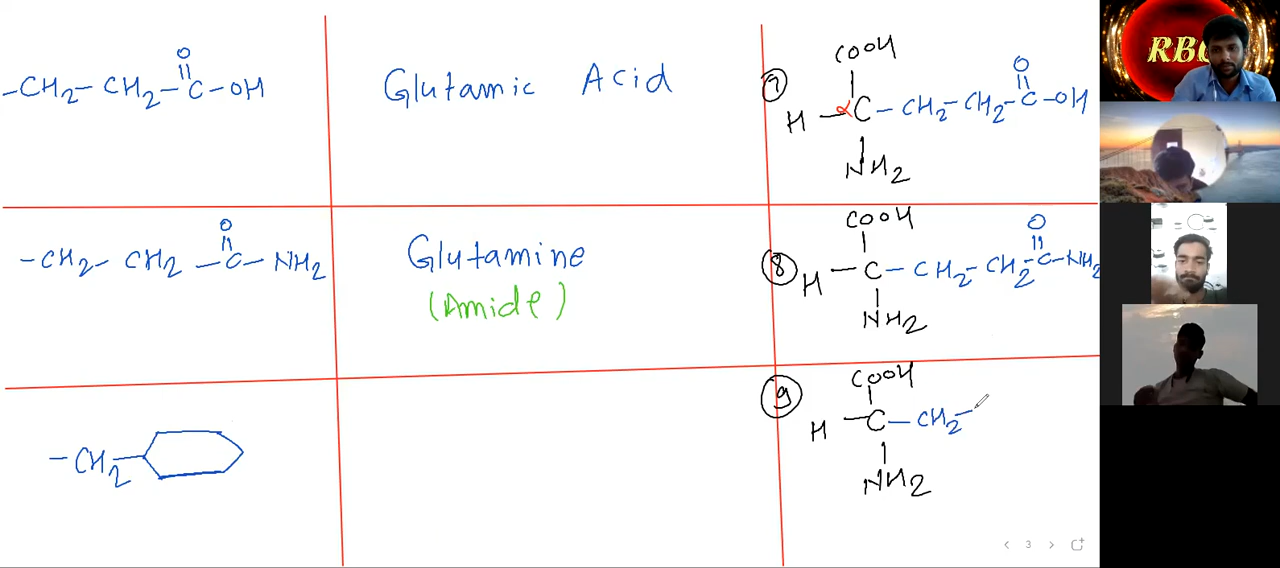 -CH2-CH2-C-OH
O
Glutamic Acid
7
COOH
H-αC-CH2-CH2-C-OH
O
NH2
-CH2-CH2-C-NH2
O
Glutamine
(Amide)
8
COOH
H-C-CH2-CH2-C-NH2
O
NH2
-CH2-
9
COOH
H-C-CH2-
NH2
RBC
< 3 >